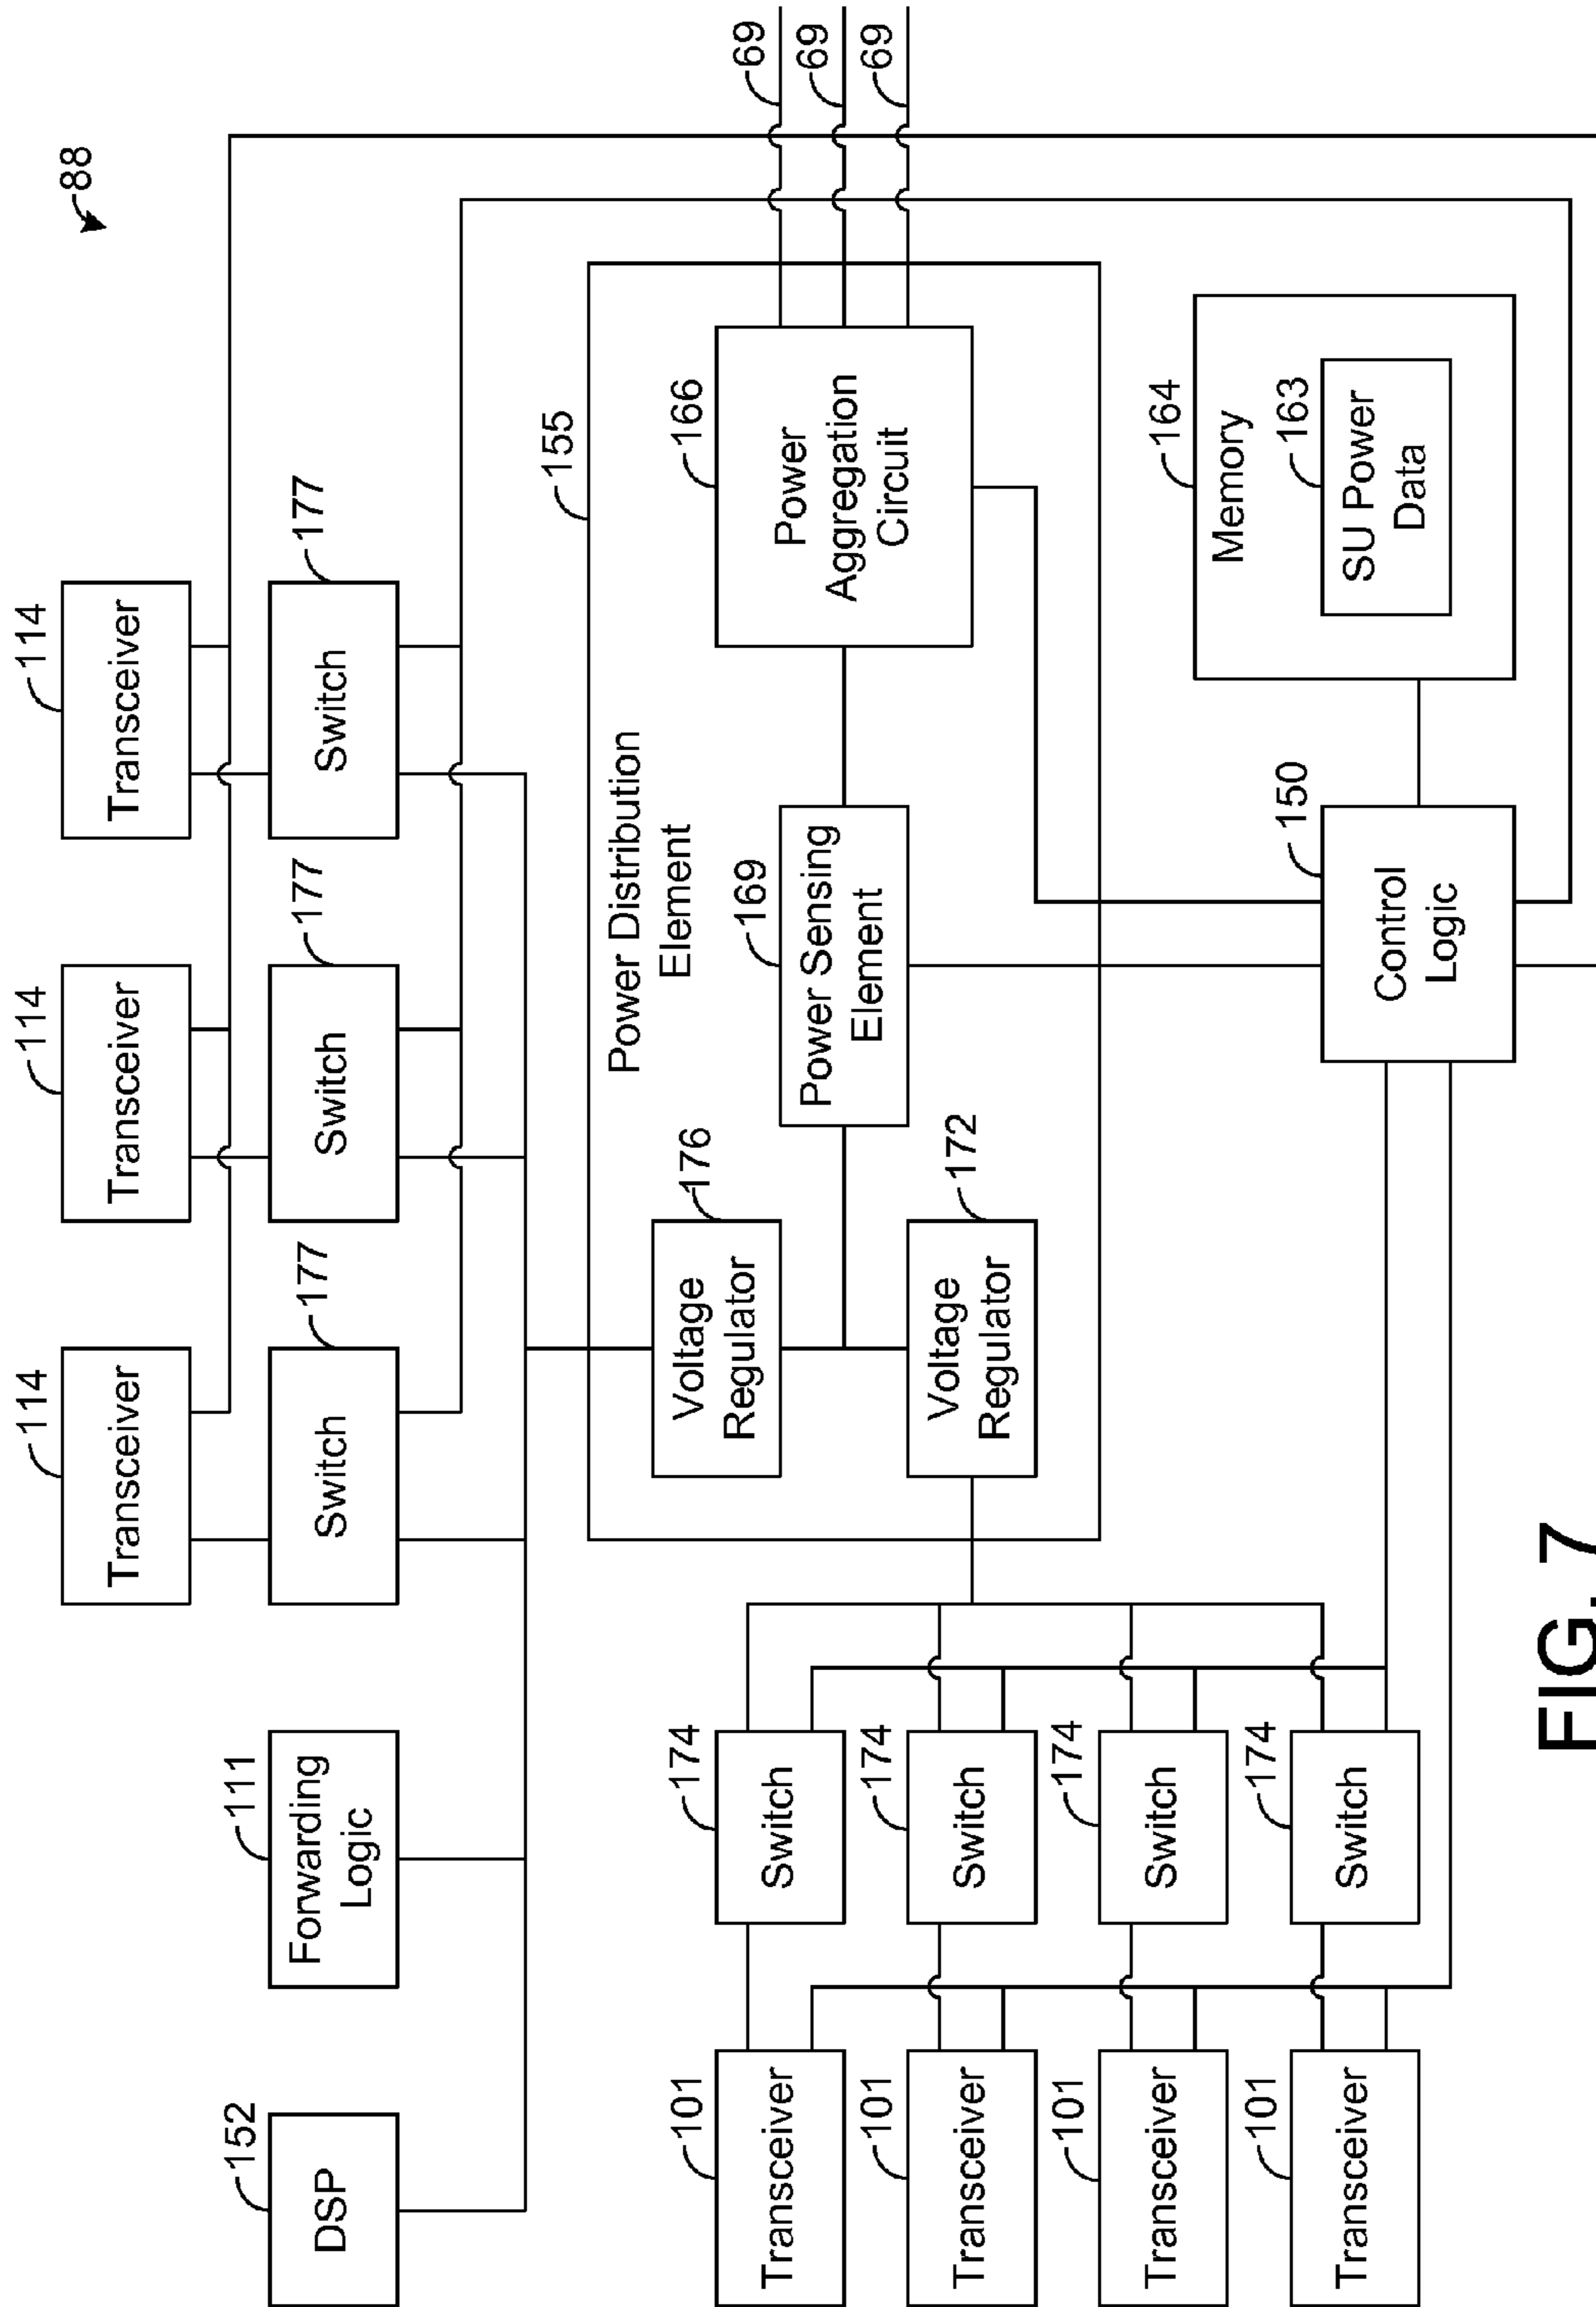 88
152
DSP
111
Forwarding
Logic
114
Transceiver
177
Switch
114
Transceiver
177
Switch
114
Transceiver
177
Switch
155
Power Distribution
Element
176
Voltage
Regulator
172
Voltage
Regulator
169
Power Sensing
Element
166
Power
Aggregation
Circuit
69
69
69
101
Transceiver
174
Switch
101
Transceiver
174
Switch
101
Transceiver
174
Switch
101
Transceiver
174
Switch
150
Control
Logic
164
Memory
163
SU Power
Data
FIG. 7